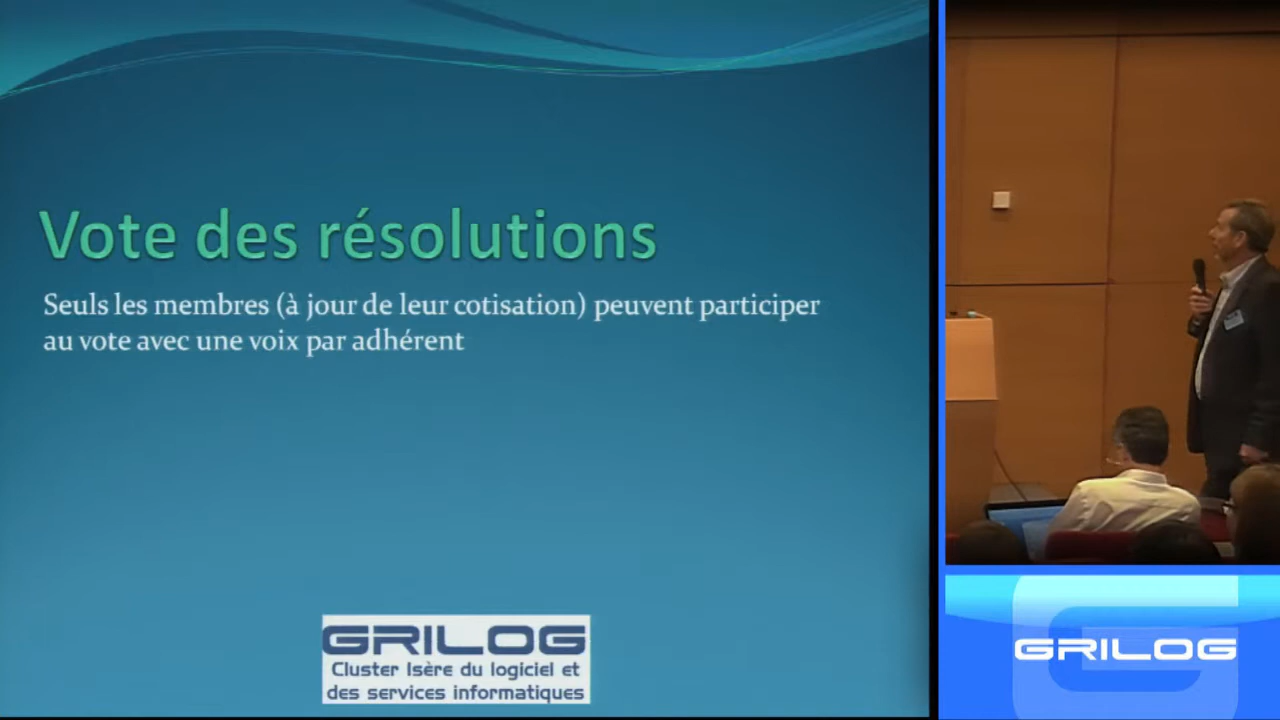 Vote des résolutions
Seuls les membres (à jour de leur cotisation) peuvent participer
au vote avec une voix par adhérent
GRILOG
Cluster Isère du logiciel et
des services informatiques
GRILOG